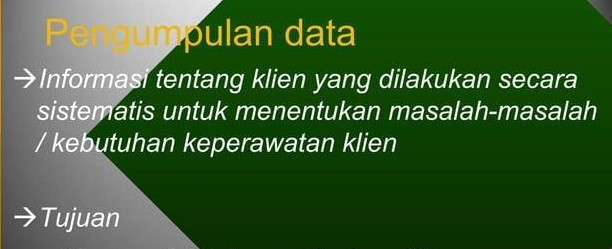 Pengumpulan data
→Informasi tentang klien yang dilakukan secara
sistematis untuk menentukan masalah-masalah
/ kebutuhan keperawatan klien
→Tujuan